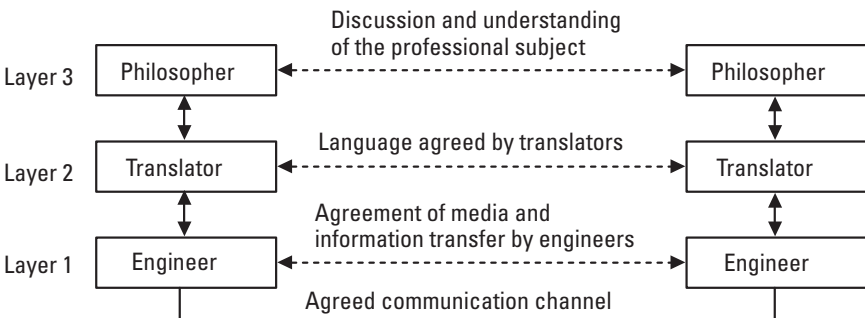 Discussion and understanding
of the professional subject
Layer 3
Philosopher
Philosopher
Language agreed by translators
Layer 2
Translator
Translator
Agreement of media and
information transfer by engineers
Layer 1
Engineer
Engineer
Agreed communication channel